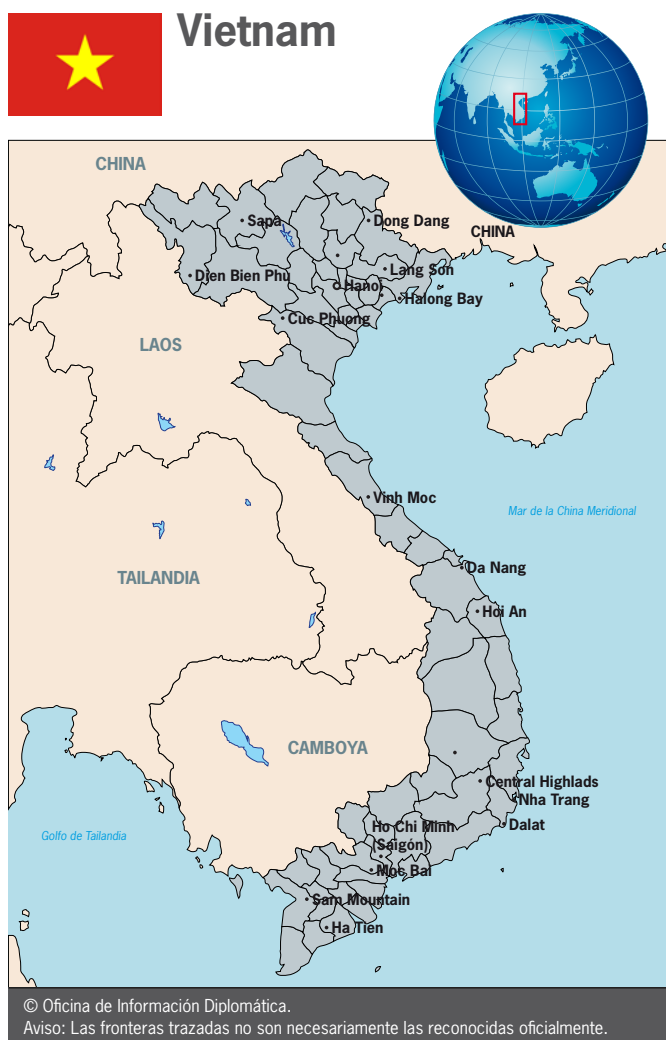 Vietnam
CHINA
CHINA
Sapa
Dong Dang
Dien Bien Phu
Lang Son
Hanoi
Halong Bay
Cuc Phuong
LAOS
Vinh Moc
Mar de la China Meridional
TAILANDIA
Da Nang
Hoi An
CAMBOYA
Central Highlads
Nha Trang
Golfo de Tailandia
Ho Chi Minh
(Saigón)
Dalat
Moc Bai
Sam Mountain
Ha Tien
© Oficina de Información Diplomática.
Aviso: Las fronteras trazadas no son necesariamente las reconocidas oficialmente.